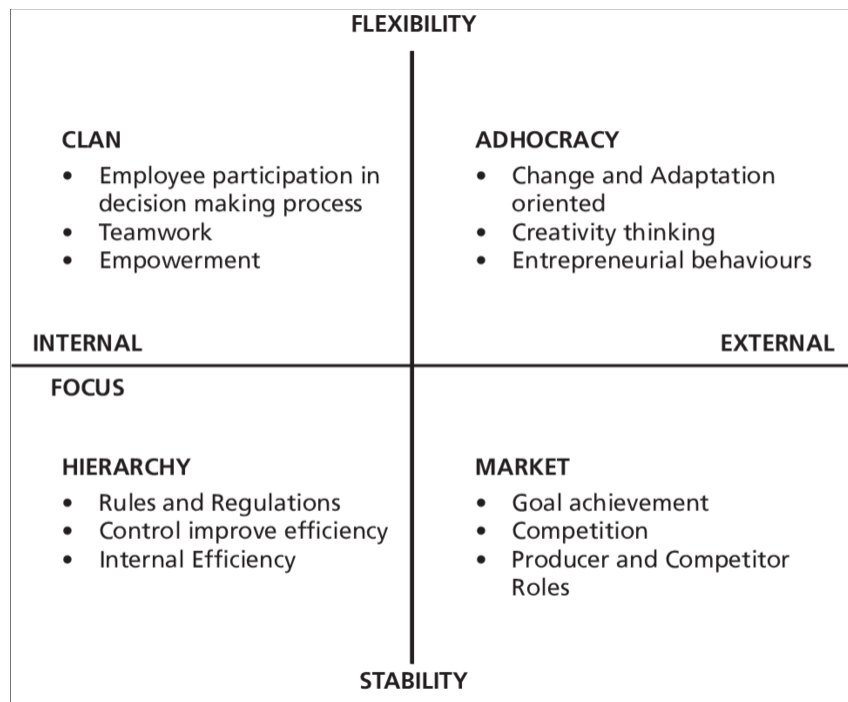 FLEXIBILITY
CLAN
• Employee participation in
decision making process
• Teamwork
• Empowerment
ADHOCRACY
• Change and Adaptation
oriented
• Creativity thinking
• Entrepreneurial behaviours
INTERNAL
EXTERNAL
FOCUS
HIERARCHY
• Rules and Regulations
• Control improve efficiency
• Internal Efficiency
MARKET
• Goal achievement
• Competition
• Producer and Competitor
Roles
STABILITY